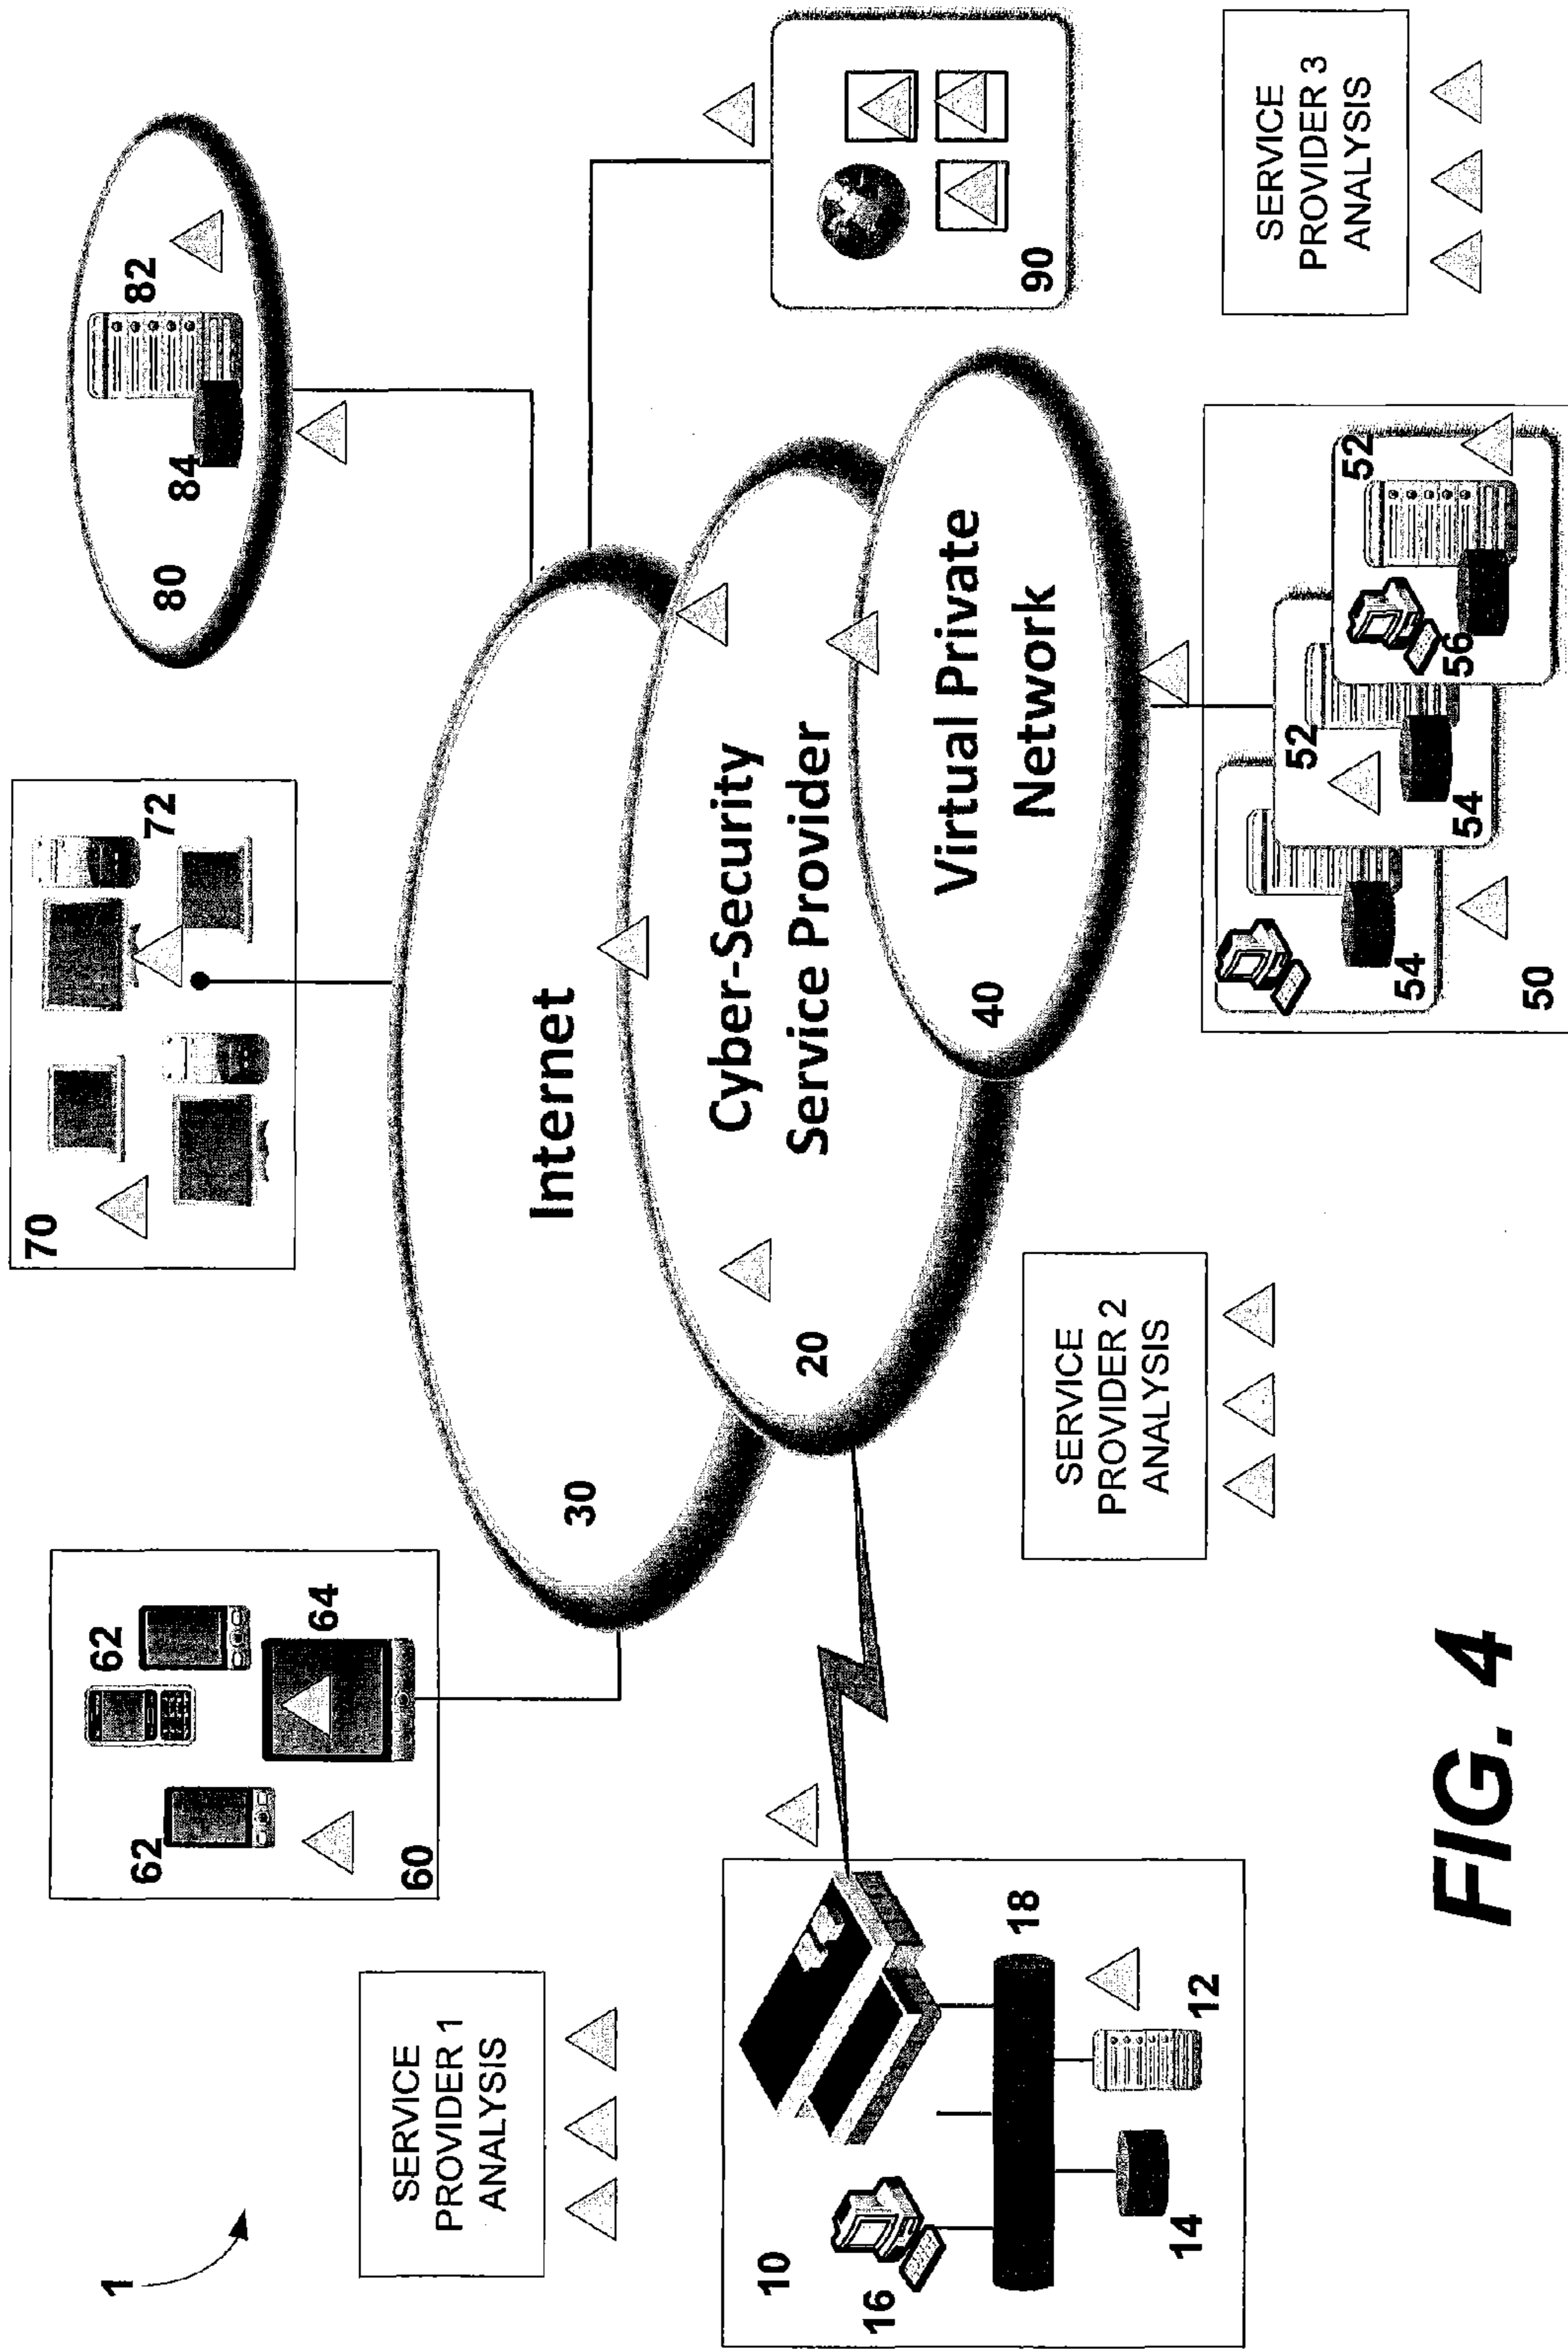 1
SERVICE
PROVIDER 1
ANALYSIS
62
62
64
60
70
72
82
84
80
Internet
30
Cyber-Security
Service Provider
20
Virtual Private
Network
40
90
10
16
18
14
12
SERVICE
PROVIDER 2
ANALYSIS
52
52
56
54
54
50
SERVICE
PROVIDER 3
ANALYSIS
FIG. 4